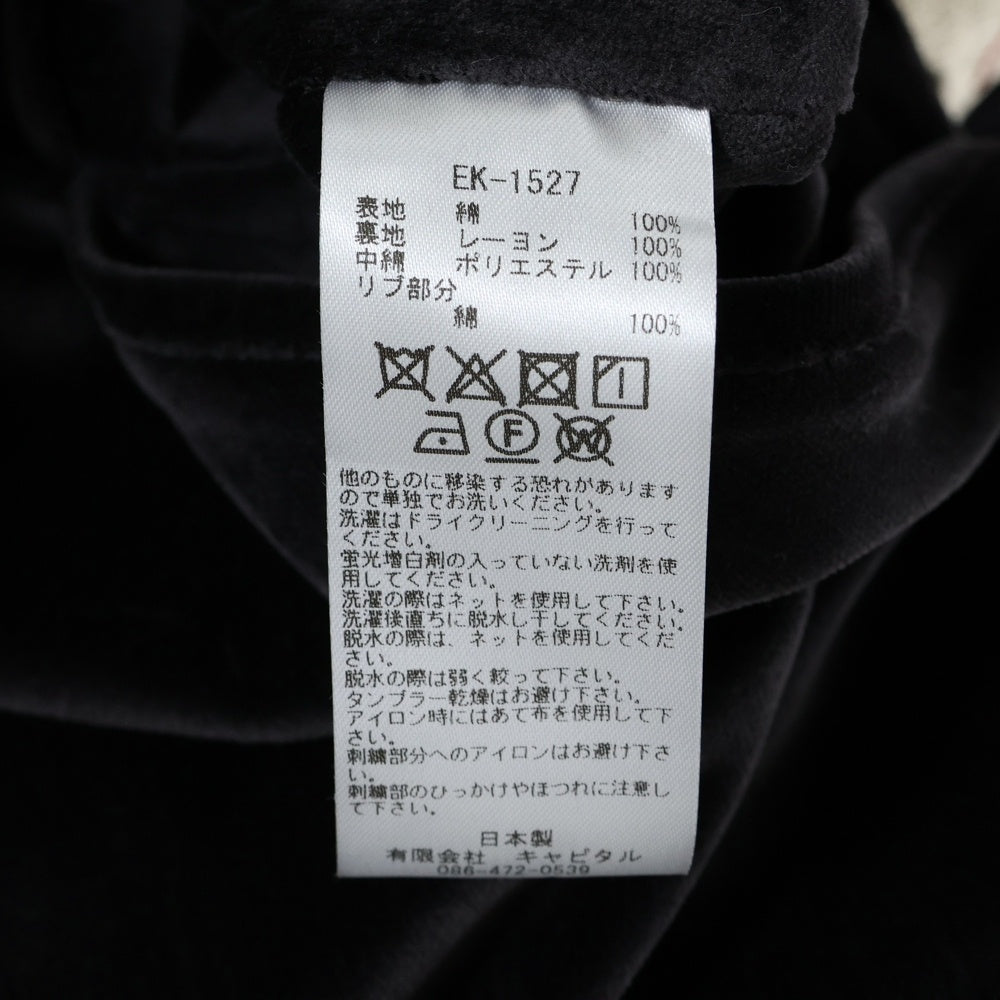 EK-1527
表地 綿 100%
裏地 レーヨン 100%
中綿 ポリエステル 100%
リブ部分
綿 100%
F W
他のものに移染する恐れがあります
ので単独でお洗いください。
洗濯はドライクリーニングを行って
ください。
蛍光増白剤の入っていない洗剤を使
用してください。
洗濯の際はネットを使用して下さい。
洗濯後直ちに脱水し干してください。
脱水の際は、ネットを使用してくだ
さい。
脱水の際は弱く絞って下さい。
タンブラー乾燥はお避け下さい。
アイロン時にはあて布を使用して下
さい。
刺繍部分へのアイロンはお避け下さ
い。
刺繍部のひっかけやほつれに注意し
て下さい。
日本製
有限会社 キャピタル
086-472-0539